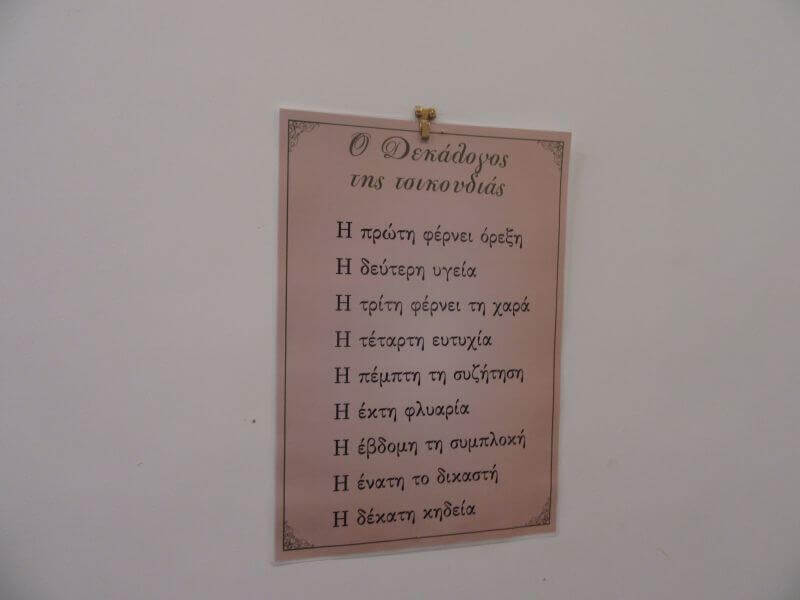 Ο Δεκάλογος
της τσικουδιάς
Η πρώτη φέρνει όρεξη
Η δεύτερη υγεία
Η τρίτη φέρνει τη χαρά
Η τέταρτη ευτυχία
Η πέμπτη τη συζήτηση
Η έκτη φλυαρία
Η έβδομη τη συμπλοκή
Η ένατη το δικαστή
Η δέκατη κηδεία